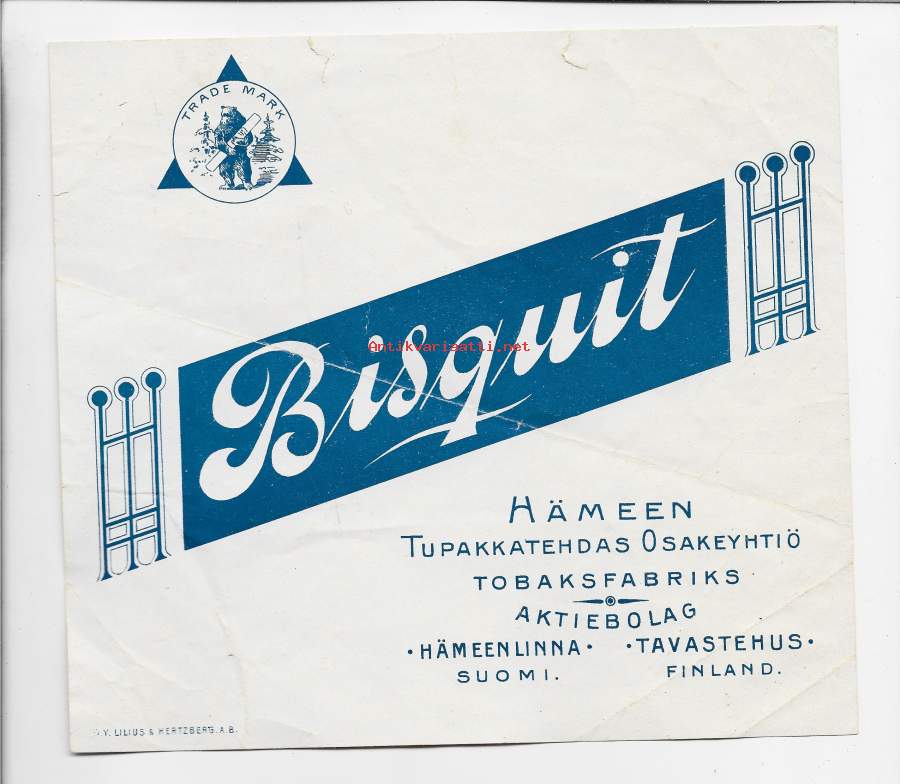 TRADE MARK
Bisquit
Antikvariaatti.net
HÄMEEN
TUPAKKATEHDAS OSAKEYHTIÖ
TOBAKSFABRIKS
AKTIEBOLAG
• HÄMEENLINNA • • TAVASTEHUS •
SUOMI. FINLAND.
LILIUS & HERTZBERG. A.B.